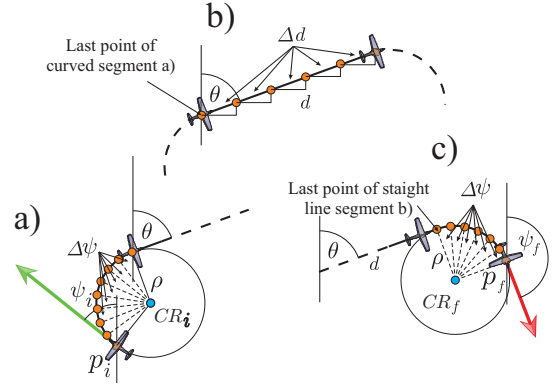 b)
Last point of
curved segment a)
Δd
θ
d
a)
θ
Δψ
ρ
ψ_i
CR_i
p_i
c)
Last point of staight
line segment b)
Δψ
θ
d
ρ
ψ_f
p_f
CR_f